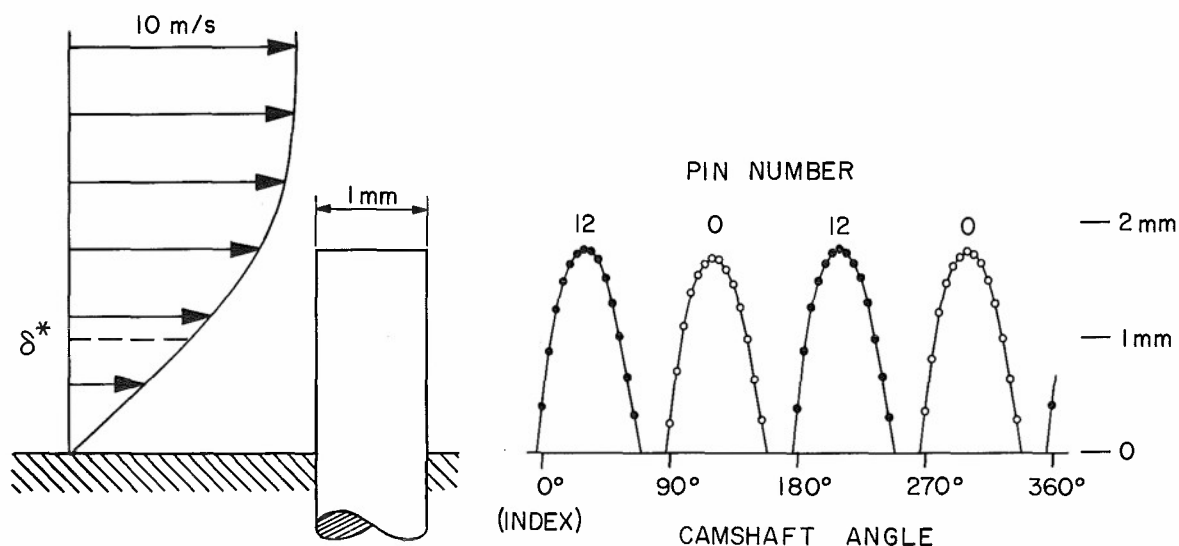 10 m/s
δ*
1 mm
PIN NUMBER
12 0 12 0
2 mm
1 mm
0
0° 90° 180° 270° 360°
(INDEX)
CAMSHAFT ANGLE